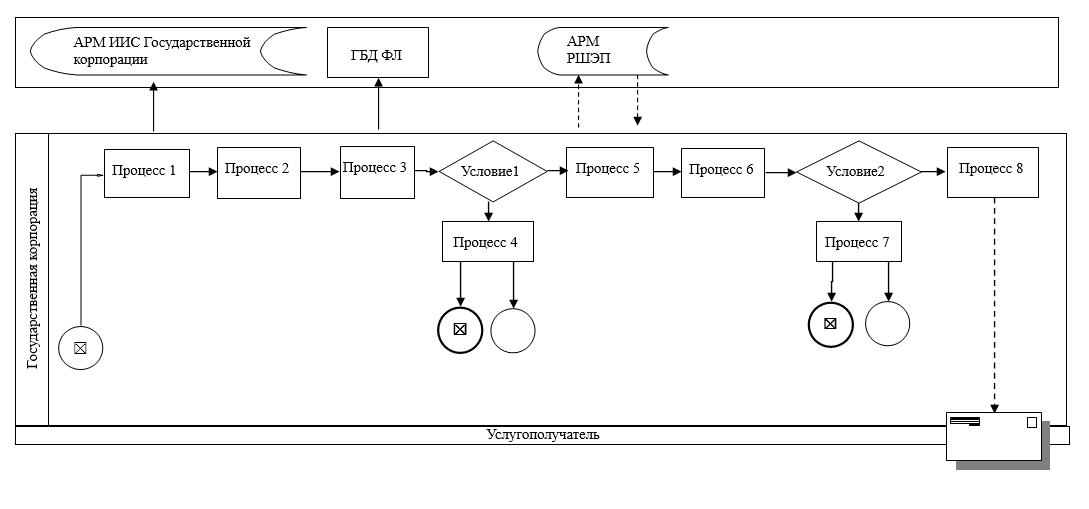 АРМ ИИС Государственной
корпорации
ГБД ФЛ
АРМ
РШЭП
Государственная корпорация
Процесс 1
Процесс 2
Процесс 3
Условие1
Процесс 5
Процесс 6
Условие2
Процесс 8
Процесс 4
Процесс 7
Услугополучатель